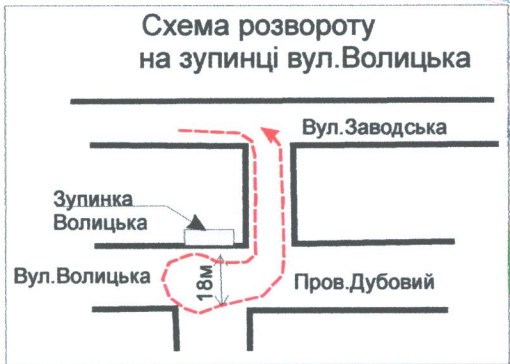 Схема розвороту
на зупинці вул.Волицька
Вул.Заводська
Зупинка
Волицька
Вул.Волицька
18м
Пров.Дубовий